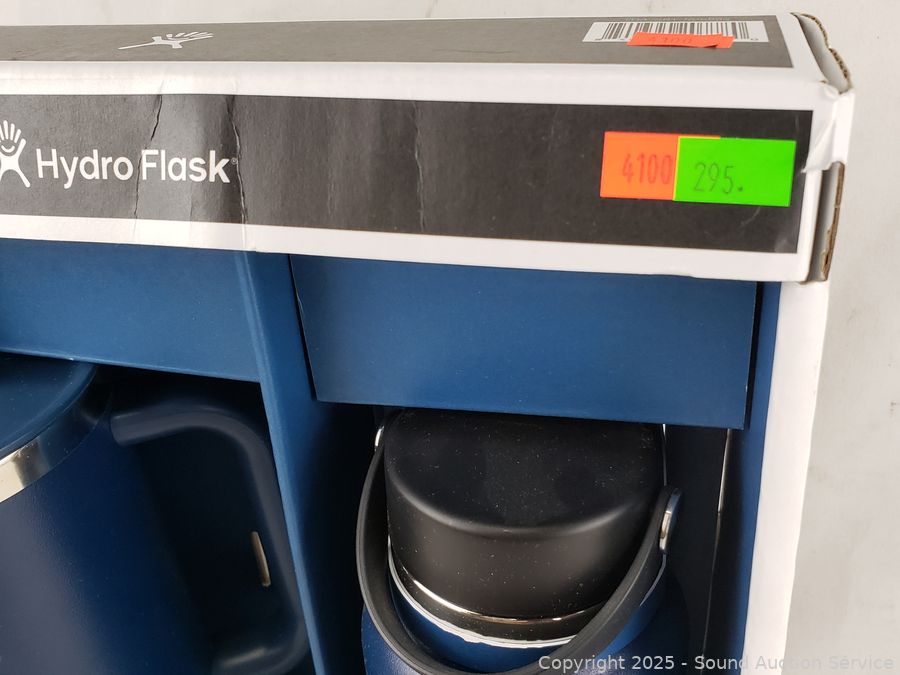 Hydro Flask
4100 295.
Copyright 2025 - Sound Auction Service